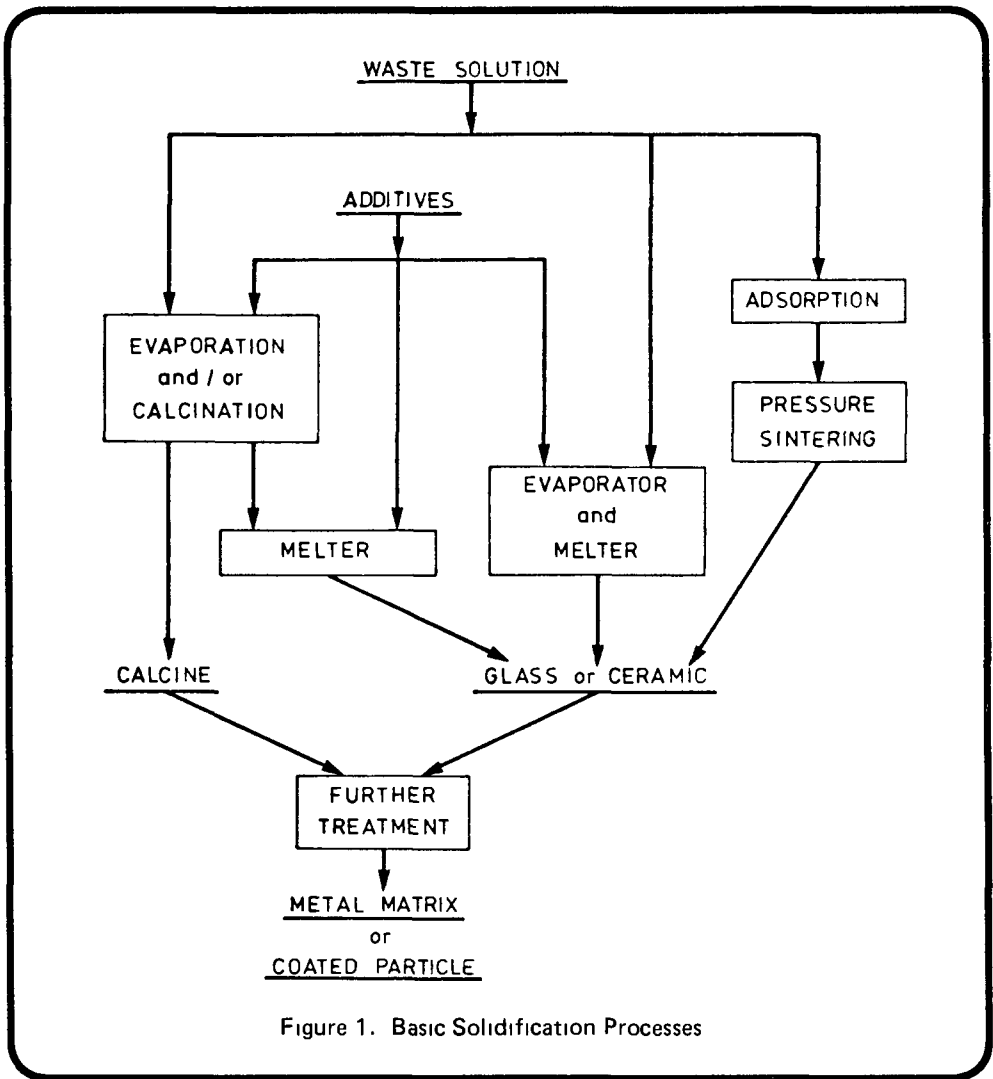 WASTE SOLUTION
ADDITIVES
ADSORPTION
EVAPORATION
and / or
CALCINATION
PRESSURE
SINTERING
EVAPORATOR
and
MELTER
MELTER
CALCINE
GLASS or CERAMIC
FURTHER
TREATMENT
METAL MATRIX
or
COATED PARTICLE
Figure 1. Basic Solidification Processes